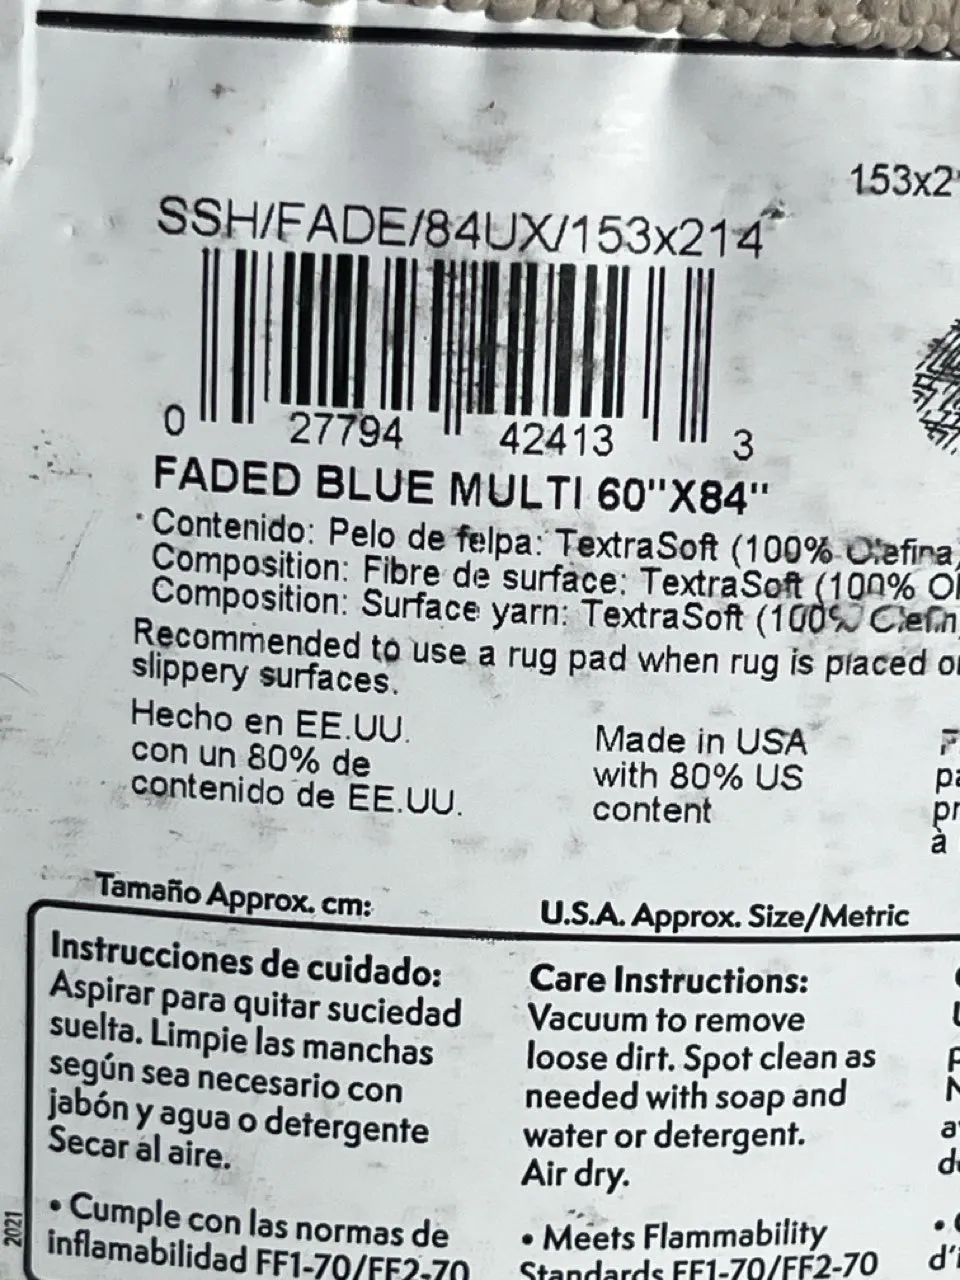 153x2
SSH/FADE/84UX/153x214
0 27794 42413 3
FADED BLUE MULTI 60"X84"
Contenido: Pelo de felpa: TextraSoft (100% Olefina)
Composition: Fibre de surface: TextraSoft (100% Ol
Composition: Surface yarn: TextraSoft (100% Olefin
Recommended to use a rug pad when rug is placed on
slippery surfaces.
Hecho en EE.UU.
con un 80% de
contenido de EE.UU.
Made in USA
with 80% US
content
pa
pr
à
Tamaño Approx. cm:
U.S.A. Approx. Size/Metric
Instrucciones de cuidado:
Aspirar para quitar suciedad
suelta. Limpie las manchas
según sea necesario con
jabón y agua o detergente
Secar al aire.
• Cumple con las normas de
inflamabilidad FF1-70/FF2-70
Care Instructions:
Vacuum to remove
loose dirt. Spot clean as
needed with soap and
water or detergent.
Air dry.
• Meets Flammability
Standards FF1-70/FF2-70
d'i
2021